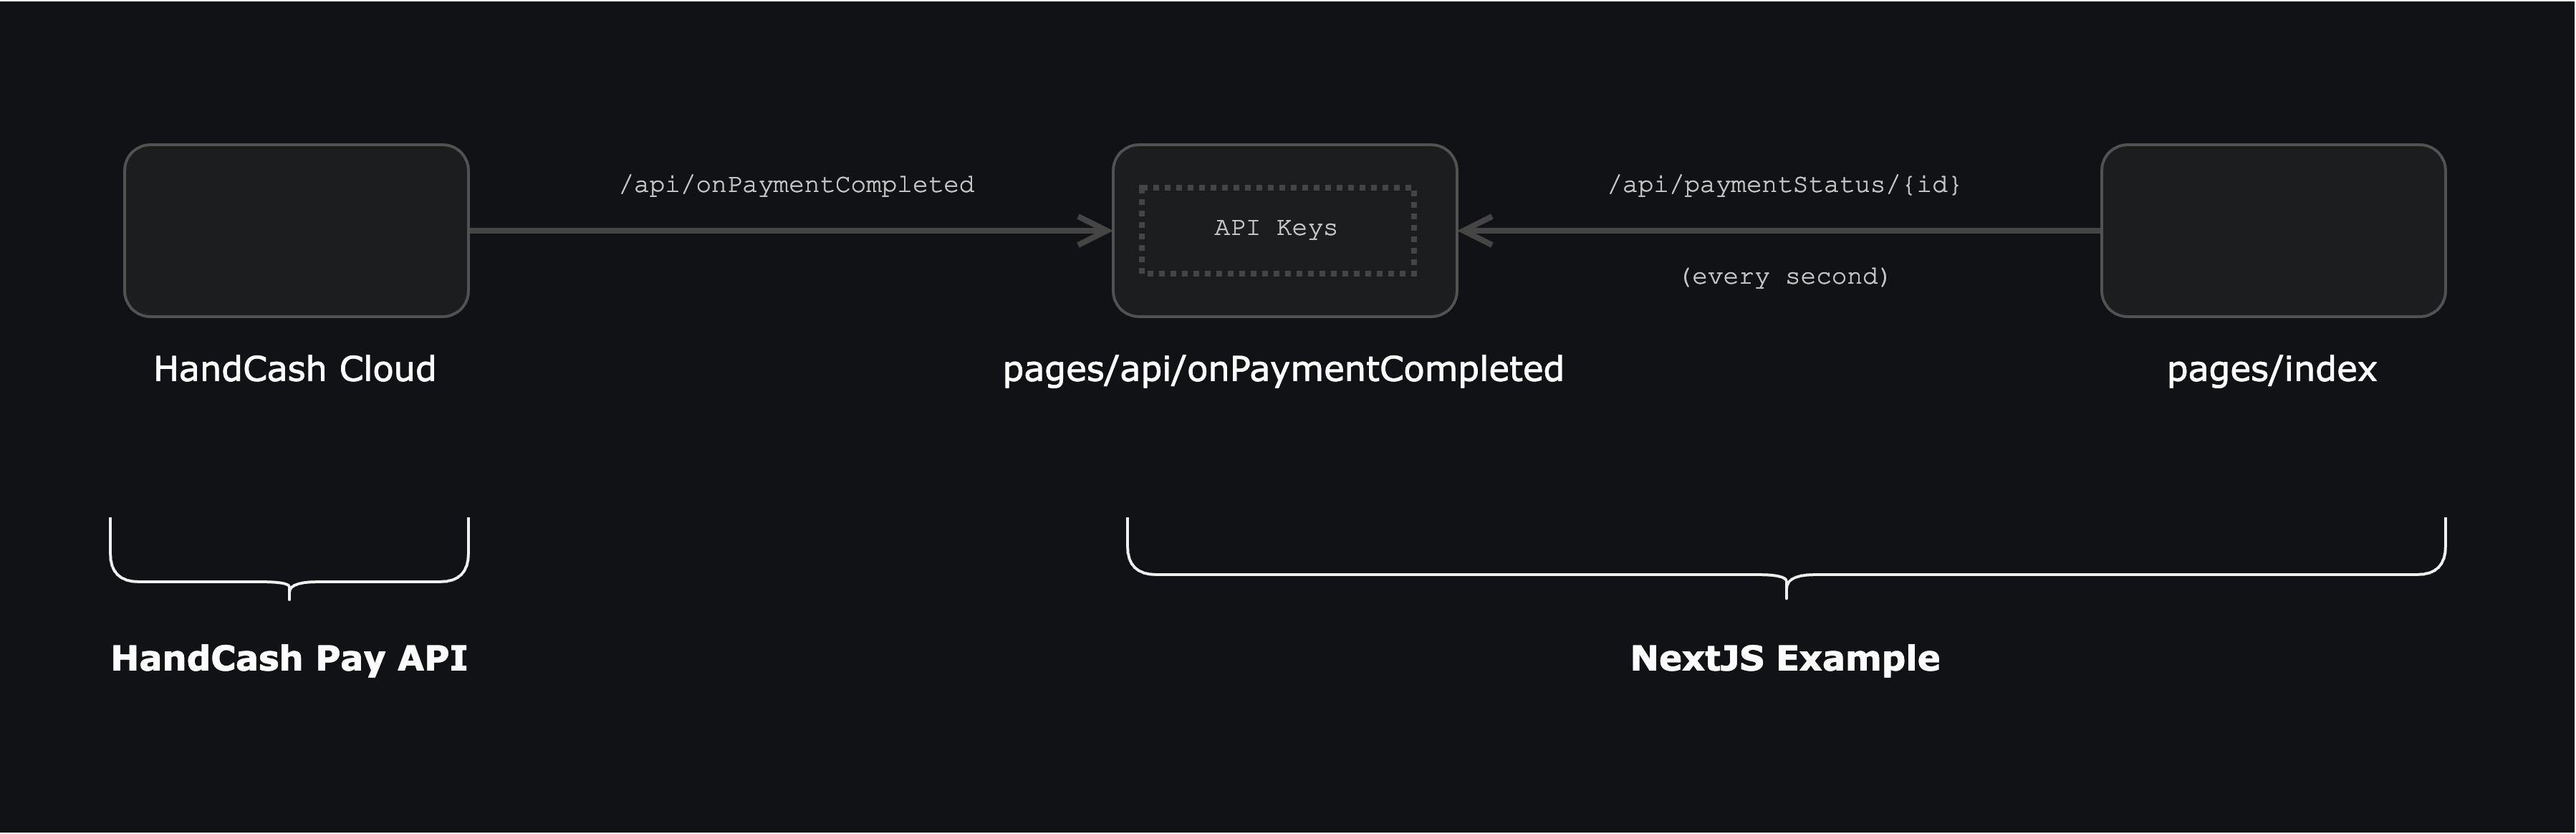 /api/onPaymentCompleted
API Keys
/api/paymentStatus/{id}
(every second)
HandCash Cloud
pages/api/onPaymentCompleted
pages/index
HandCash Pay API
NextJS Example